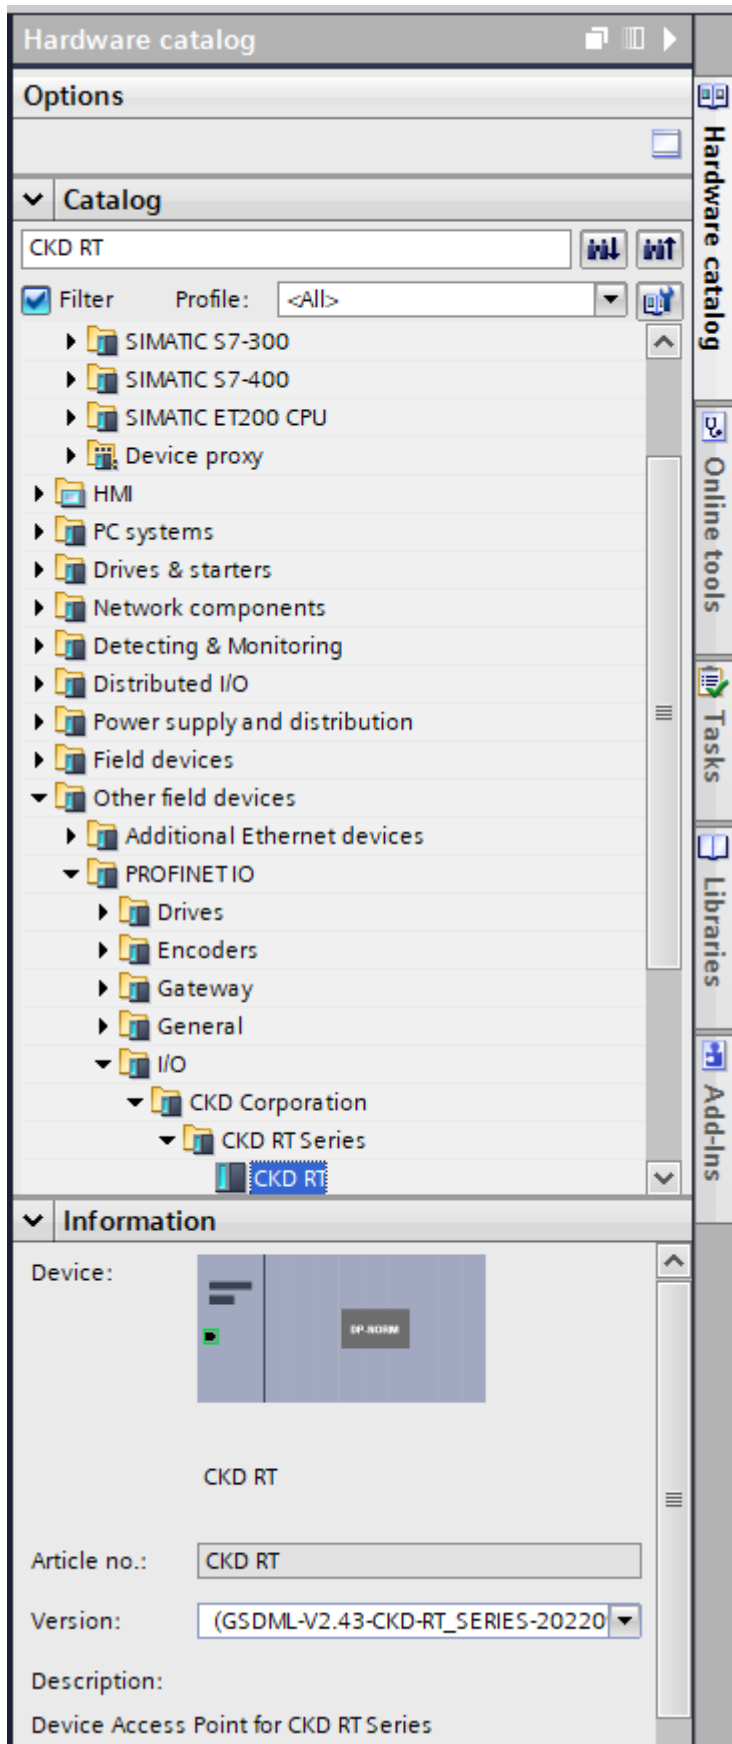 Hardware catalog
Options
Catalog
CKD RT
Filter Profile: <All>
SIMATIC S7-300
SIMATIC S7-400
SIMATIC ET200 CPU
Device proxy
HMI
PC systems
Drives & starters
Network components
Detecting & Monitoring
Distributed I/O
Power supply and distribution
Field devices
Other field devices
Additional Ethernet devices
PROFINET IO
Drives
Encoders
Gateway
General
I/O
CKD Corporation
CKD RT Series
CKD RT
Information
Device:
DP-NORM
CKD RT
Article no.: CKD RT
Version: (GSDML-V2.43-CKD-RT_SERIES-20220
Description:
Device Access Point for CKD RT Series
Hardware catalog
Online tools
Tasks
Libraries
Add-Ins